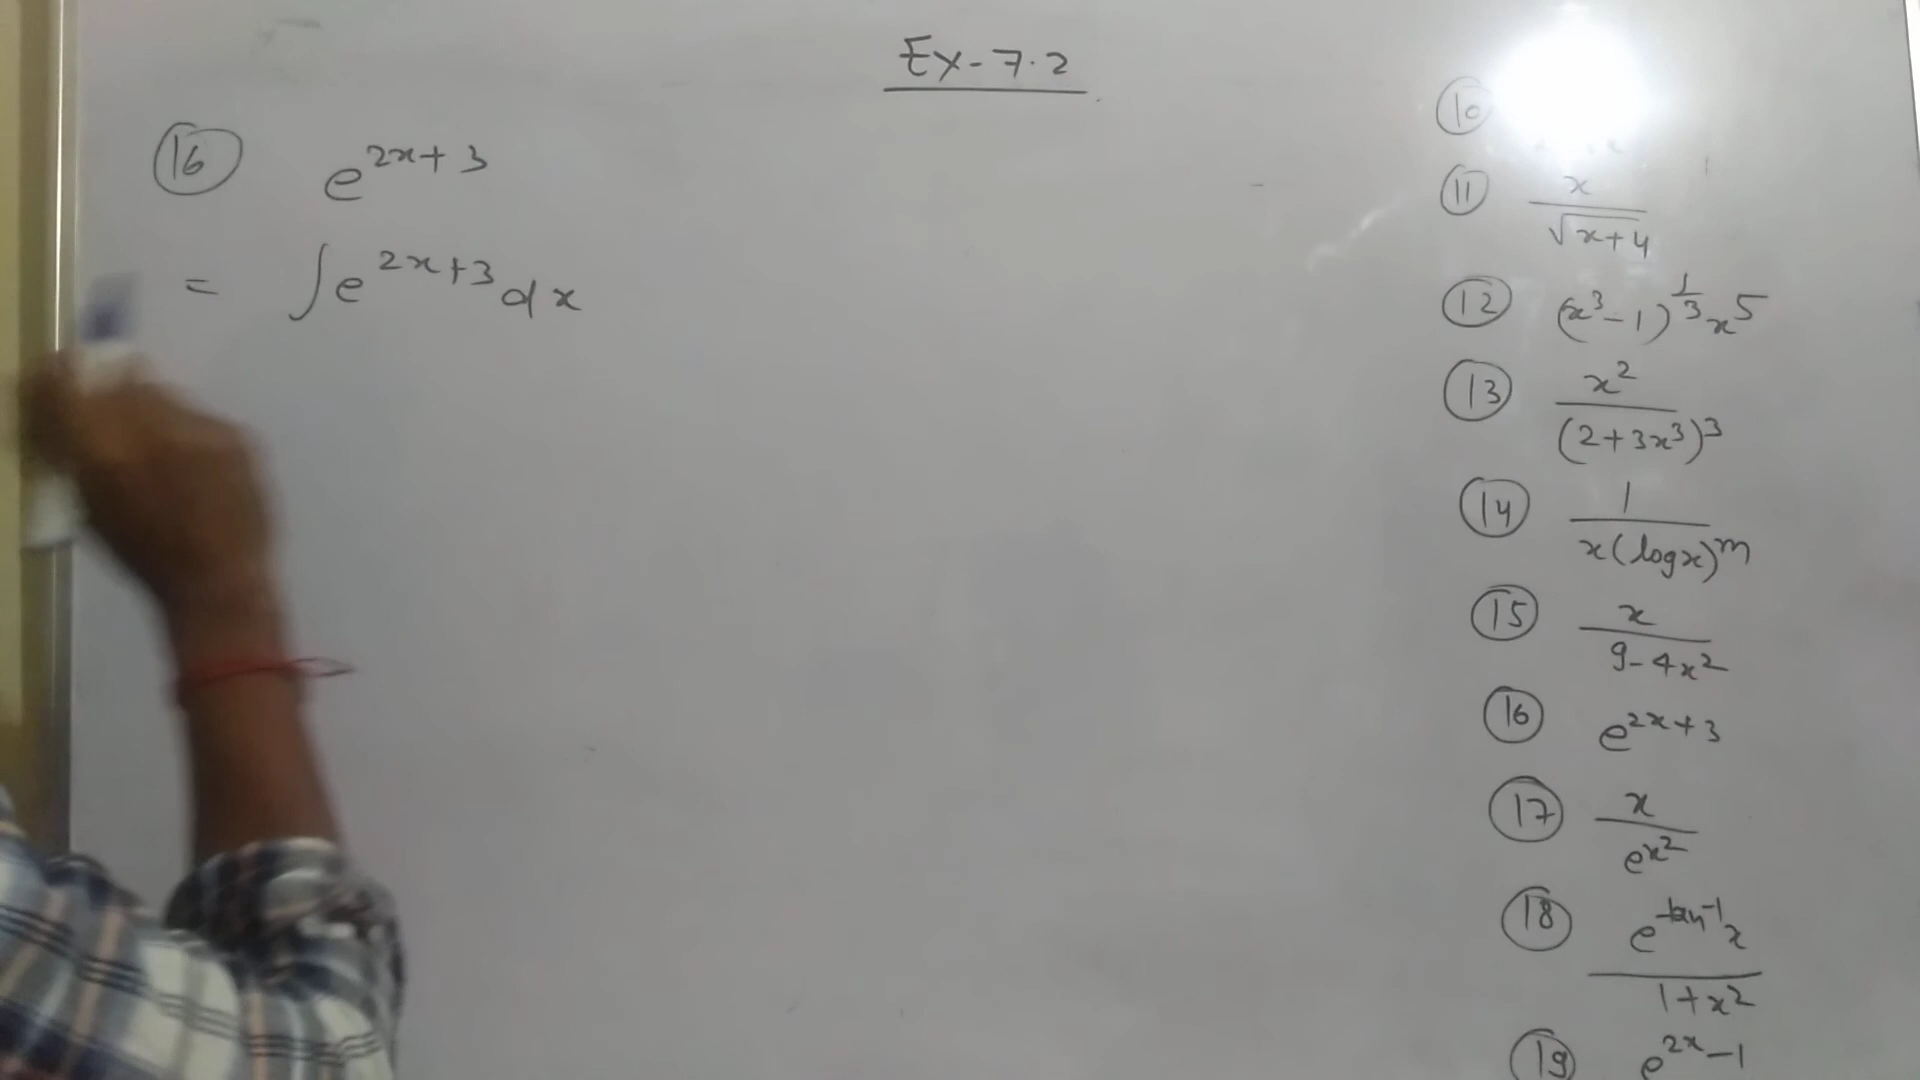 Ex-7.2
(16) e^{2x+3}
= ∫e^{2x+3} dx
(10)
(11) x/√(x+4)
(12) (x³-1)^{1/3} x⁵
(13) x²/(2+3x³)³
(14) 1/(x(logx)^m)
(15) x/(9-4x²)
(16) e^{2x+3}
(17) x/e^{x²}
(18) e^{tan⁻¹x}/(1+x²)
(19) e^{2x}-1